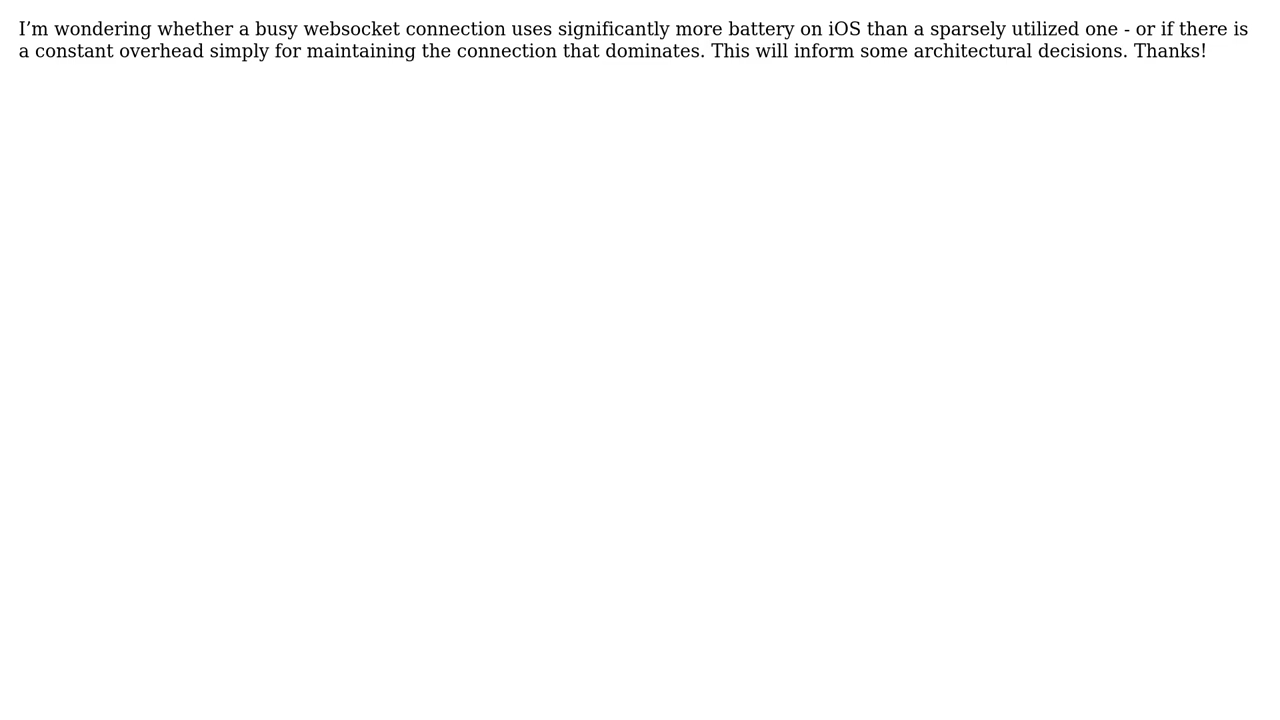 I’m wondering whether a busy websocket connection uses significantly more battery on iOS than a sparsely utilized one - or if there is
a constant overhead simply for maintaining the connection that dominates. This will inform some architectural decisions. Thanks!